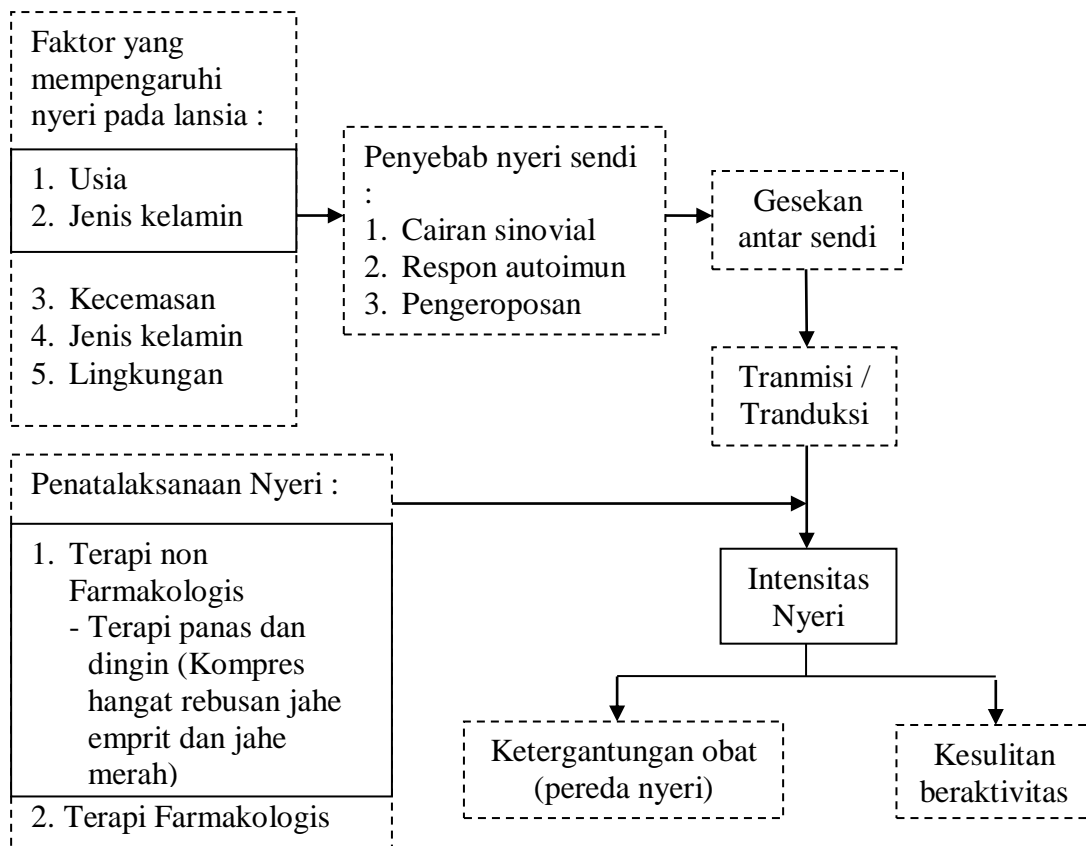 Faktor yang
mempengaruhi
nyeri pada lansia :
1. Usia
2. Jenis kelamin
3. Kecemasan
4. Jenis kelamin
5. Lingkungan
Penyebab nyeri sendi
:
1. Cairan sinovial
2. Respon autoimun
3. Pengeroposan
Gesekan
antar sendi
Tranmisi /
Tranduksi
Penatalaksanaan Nyeri :
1. Terapi non
Farmakologis
- Terapi panas dan
dingin (Kompres
hangat rebusan jahe
emprit dan jahe
merah)
2. Terapi Farmakologis
Intensitas
Nyeri
Ketergantungan obat
(pereda nyeri)
Kesulitan
beraktivitas